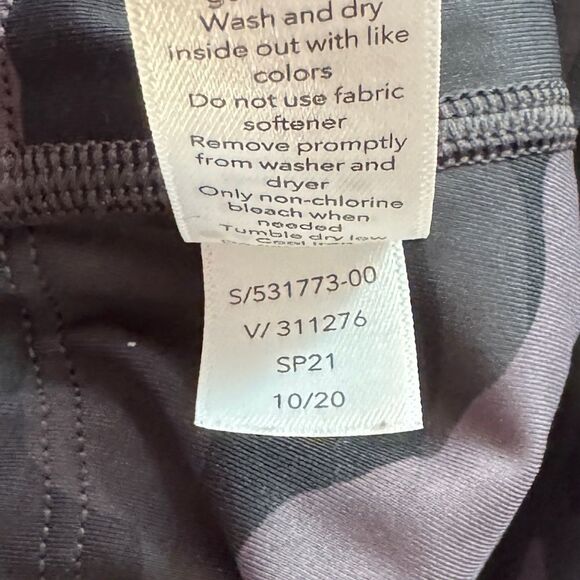 Wash and dry
inside out with like
colors
Do not use fabric
softener
Remove promptly
from washer and
dryer
Only non-chlorine
bleach when
needed
Tumble dry low
S/531773-00
V/ 311276
SP21
10/20